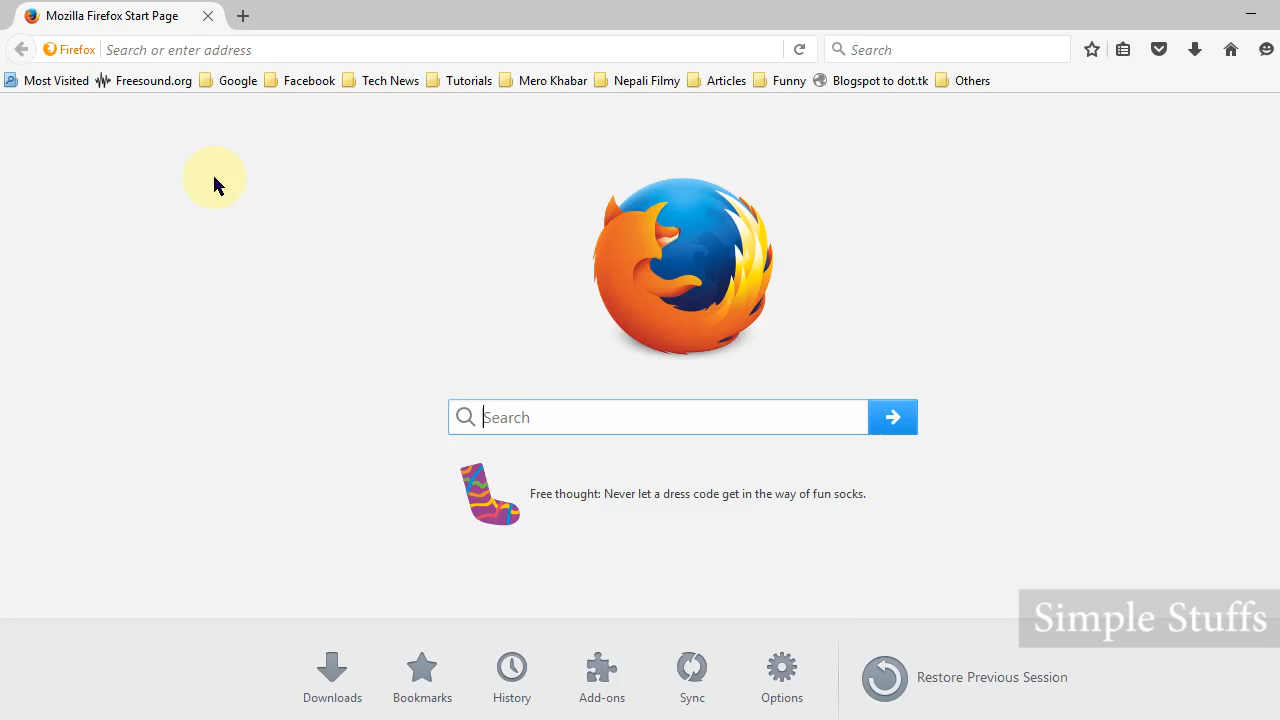 Mozilla Firefox Start Page
Firefox Search or enter address Search
Most Visited Freesound.org Google Facebook Tech News Tutorials Mero Khabar Nepali Filmy Articles Funny Blogspot to dot.tk Others
Search
Free thought: Never let a dress code get in the way of fun socks.
Simple Stuffs
Downloads Bookmarks History Add-ons Sync Options Restore Previous Session